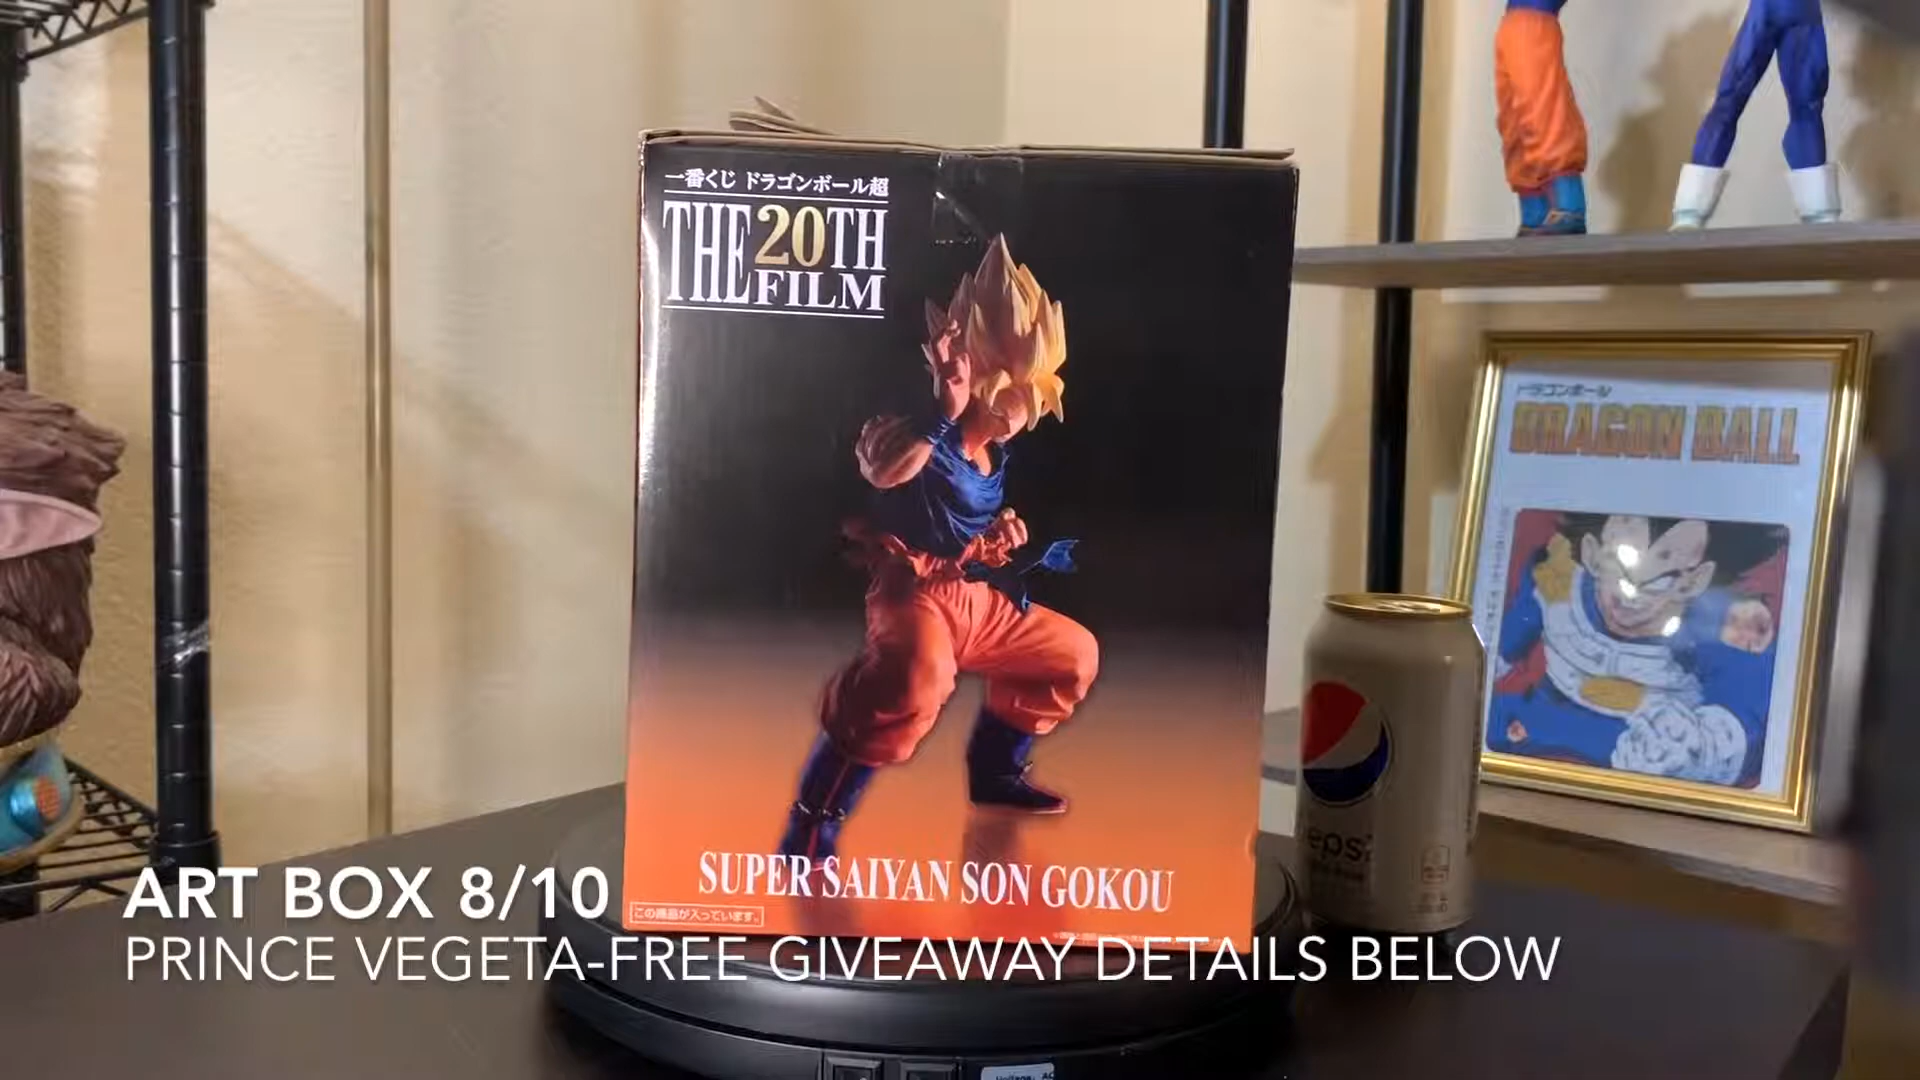 一番くじ ドラゴンボール超
THE 20TH
FILM
SUPER SAIYAN SON GOKOU
この商品が入っています。
ドラゴンボール
DRAGON BALL
ART BOX 8/10
PRINCE VEGETA-FREE GIVEAWAY DETAILS BELOW